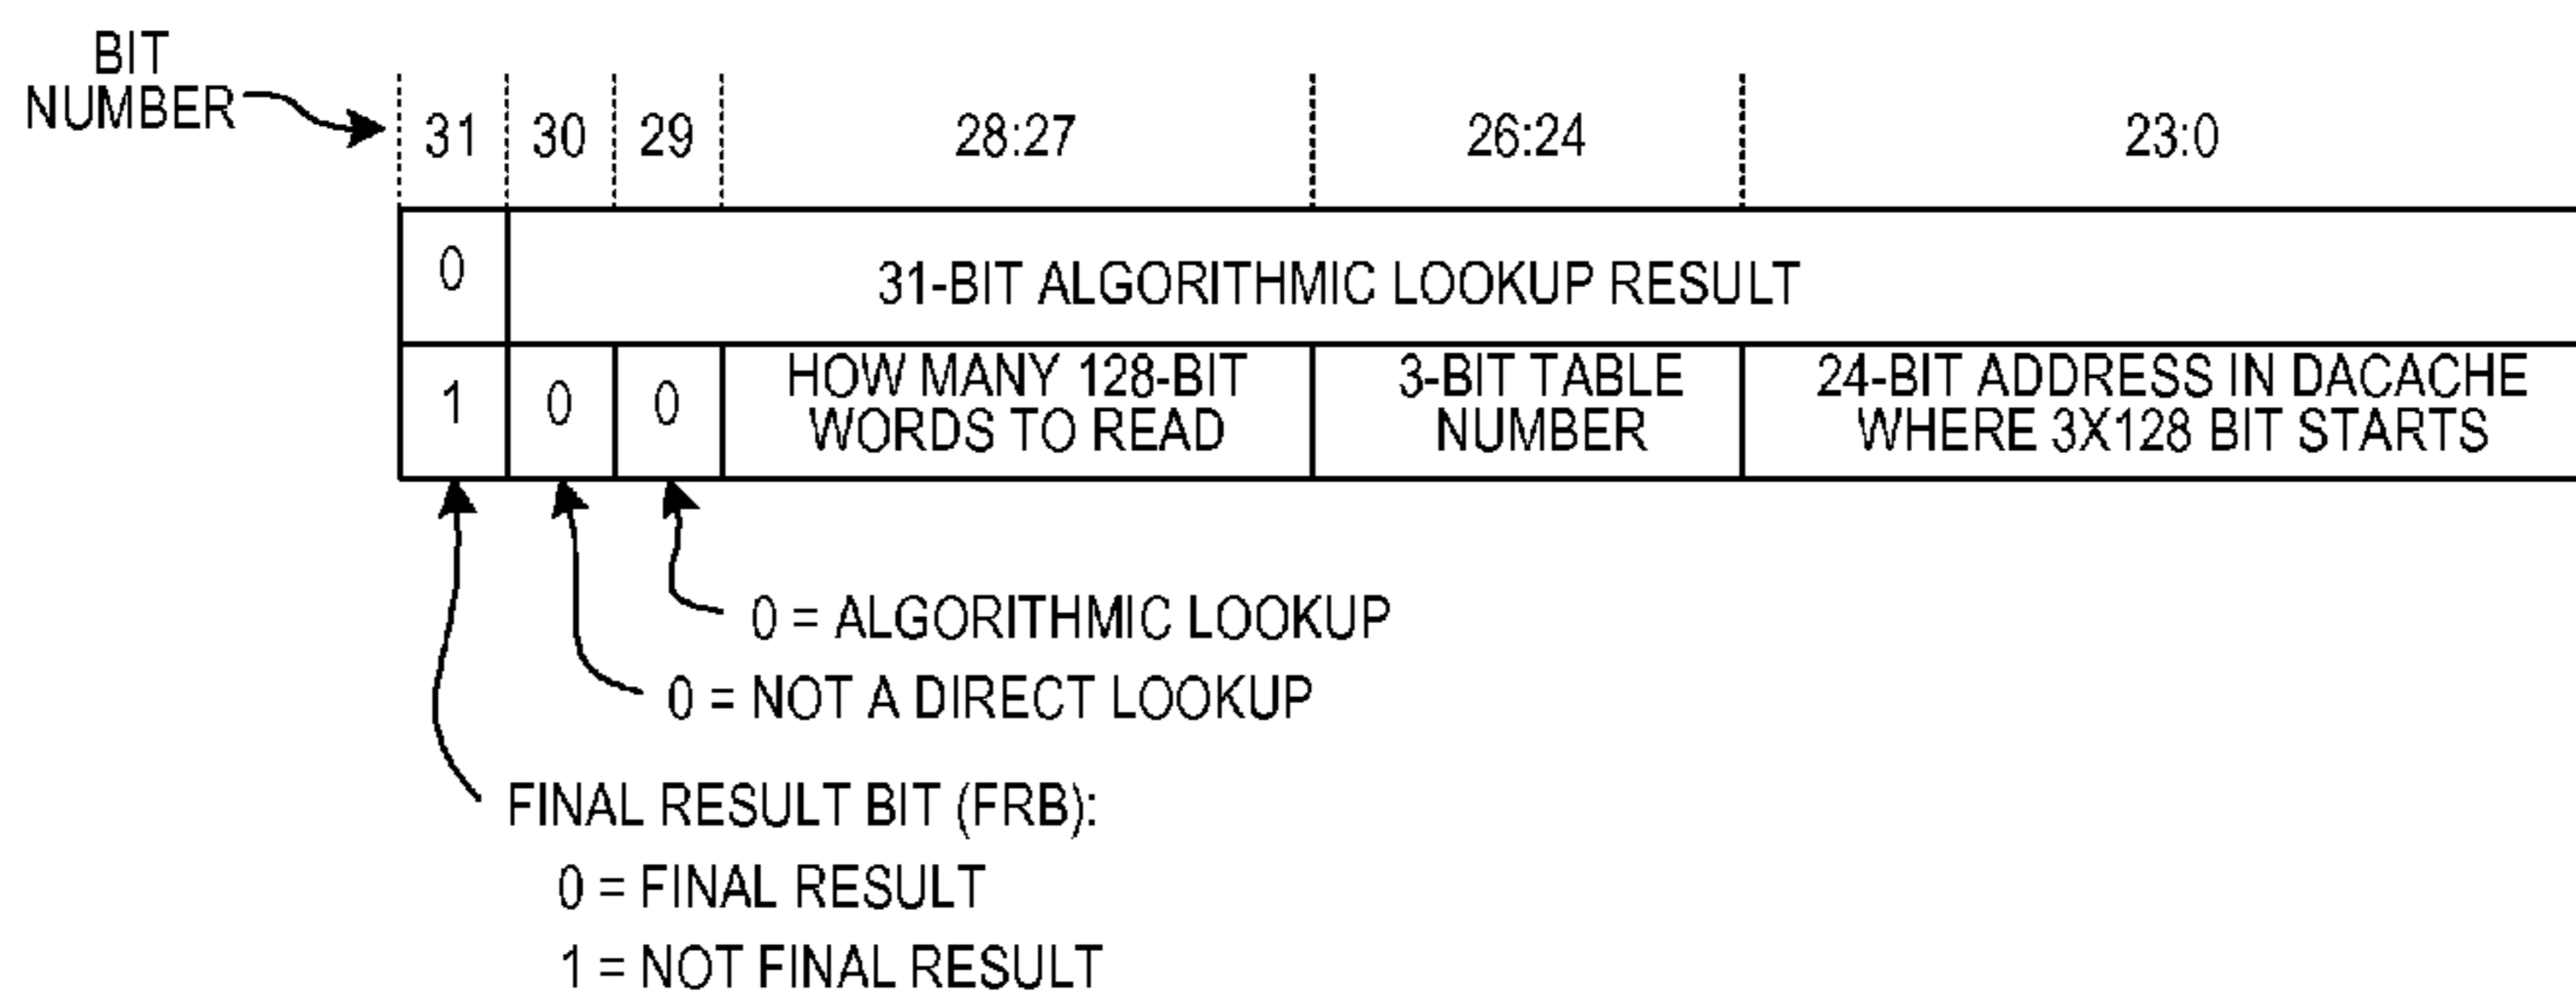 BIT
NUMBER
31 30 29 28:27 26:24 23:0
0 31-BIT ALGORITHMIC LOOKUP RESULT
1 0 0 HOW MANY 128-BIT WORDS TO READ 3-BIT TABLE NUMBER 24-BIT ADDRESS IN DACACHE WHERE 3X128 BIT STARTS
0 = ALGORITHMIC LOOKUP
0 = NOT A DIRECT LOOKUP
FINAL RESULT BIT (FRB):
0 = FINAL RESULT
1 = NOT FINAL RESULT